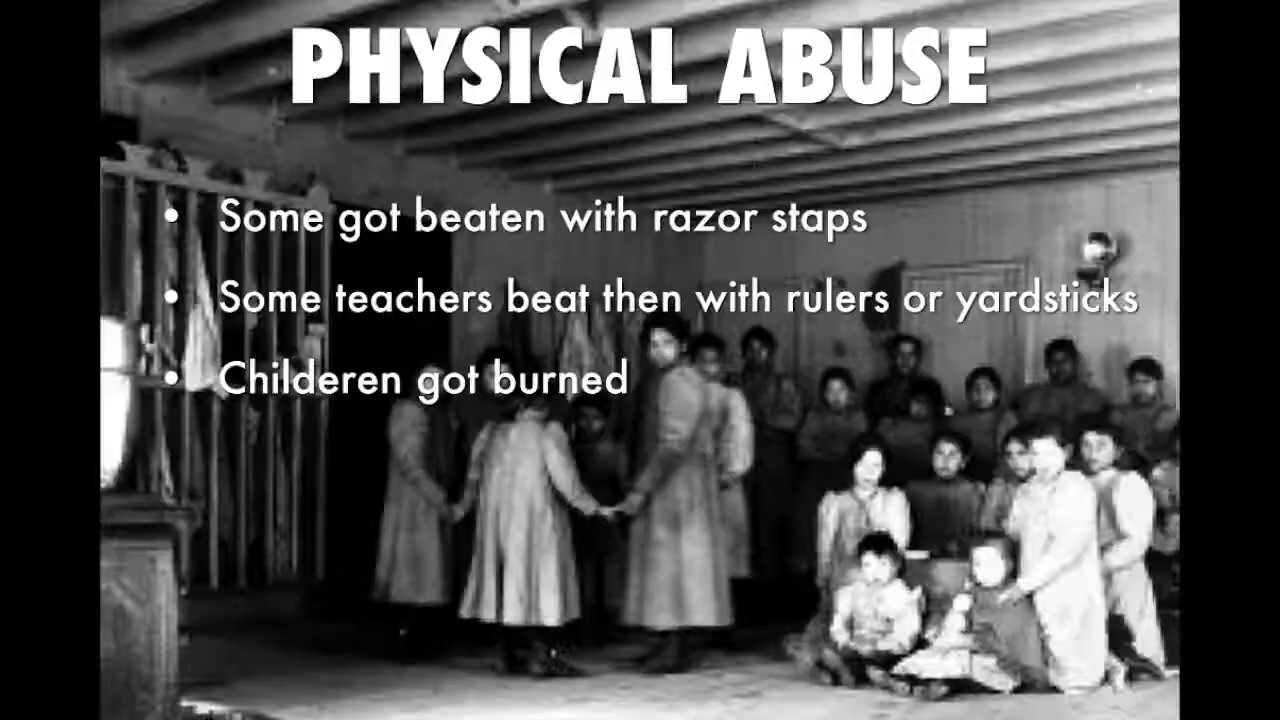 PHYSICAL ABUSE
• Some got beaten with razor staps
• Some teachers beat then with rulers or yardsticks
• Childeren got burned